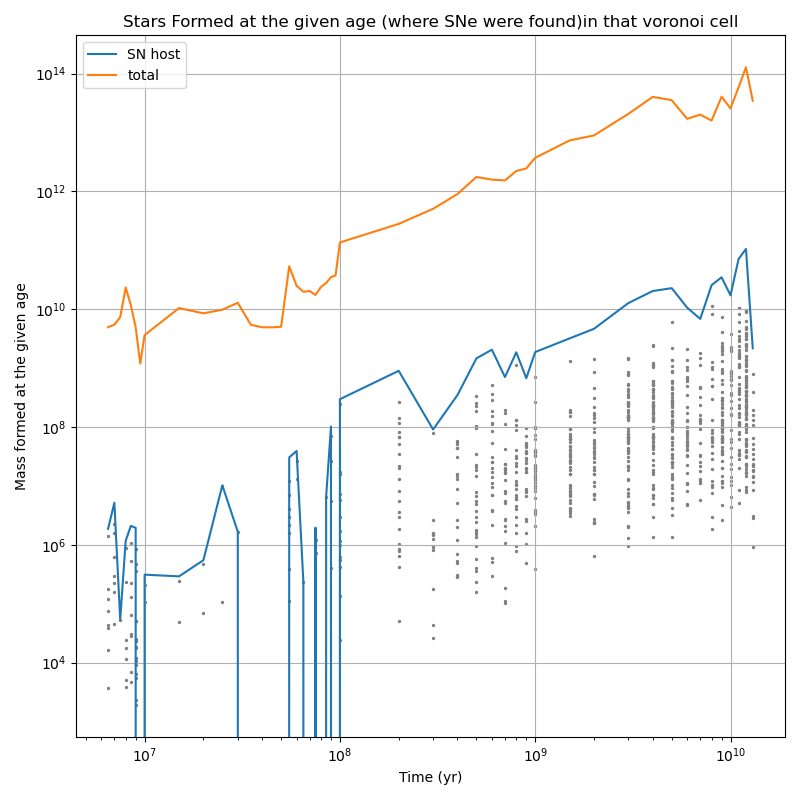 Stars Formed at the given age (where SNe were found)in that voronoi cell
SN host
total
Mass formed at the given age
10^14
10^12
10^10
10^8
10^6
10^4
10^7
10^8
10^9
10^10
Time (yr)